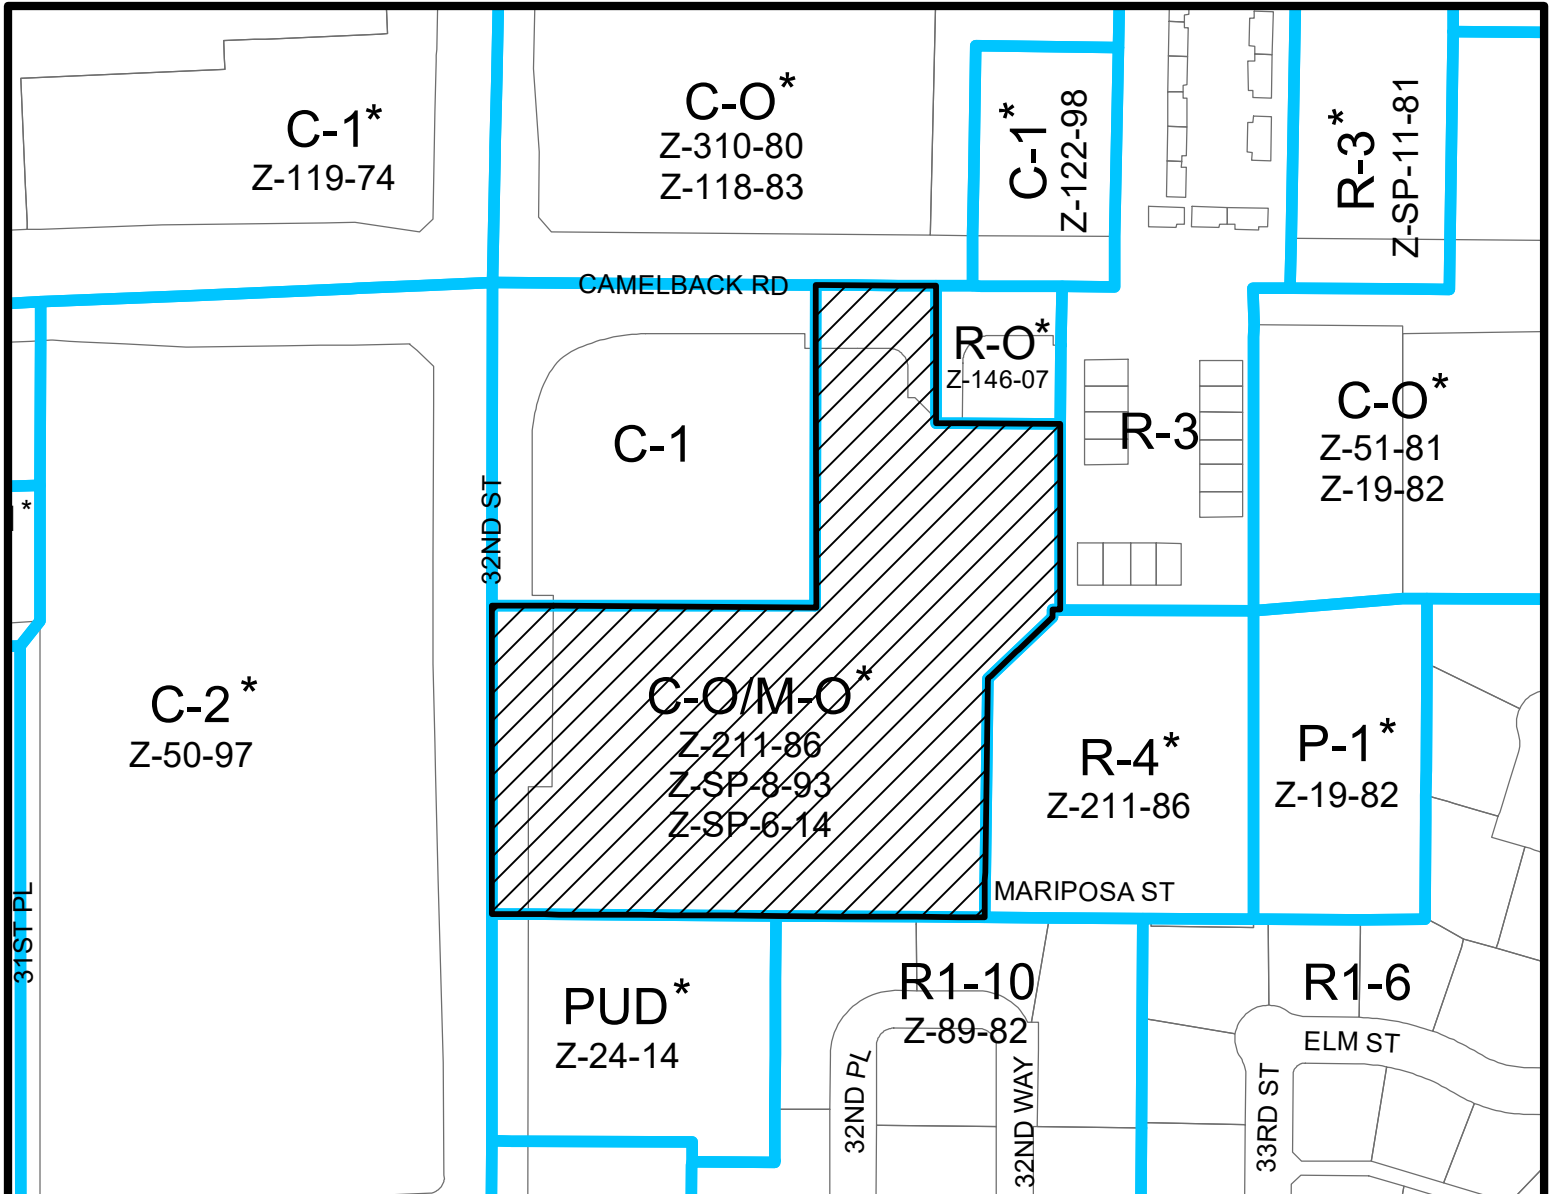 C-1*
Z-119-74
C-O*
Z-310-80
Z-118-83
C-1*
Z-122-98
R-3*
Z-SP-11-81
CAMELBACK RD
R-O*
Z-146-07
C-1
R-3
C-O*
Z-51-81
Z-19-82
32ND ST
*
C-2*
Z-50-97
C-O/M-O*
Z-211-86
Z-SP-8-93
Z-SP-6-14
R-4*
Z-211-86
P-1*
Z-19-82
MARIPOSA ST
31ST PL
PUD*
Z-24-14
R1-10
Z-89-82
R1-6
ELM ST
32ND PL
32ND WAY
33RD ST